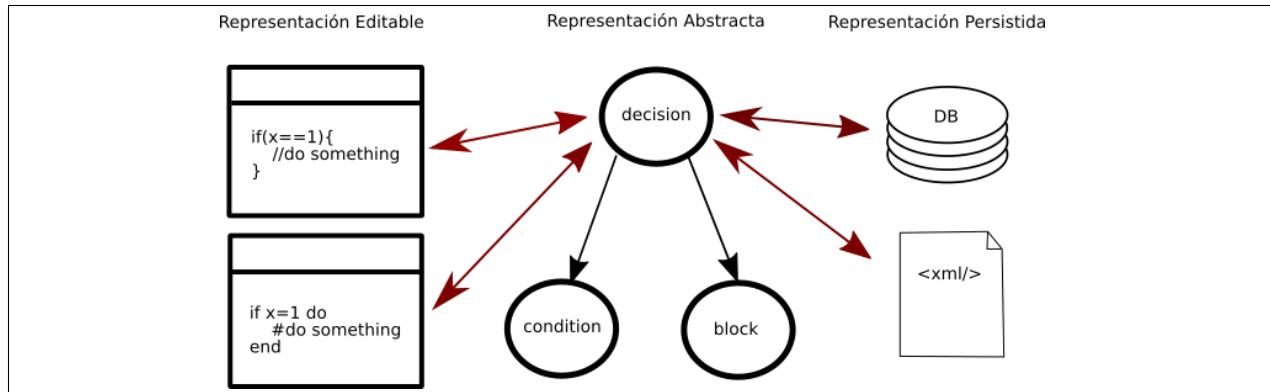 Representación Editable
Representación Abstracta
Representación Persistida
if(x==1){
//do something
}
if x=1 do
#do something
end
decision
condition
block
DB
<xml/>